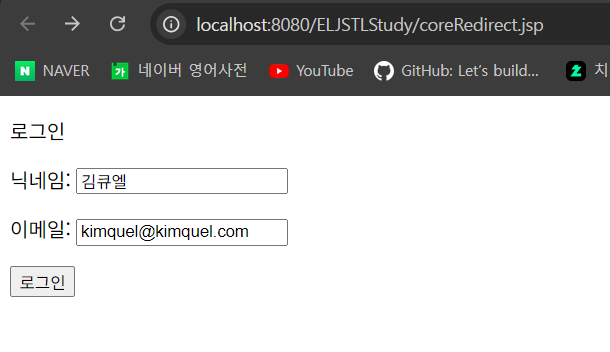 localhost:8080/ELJSTLStudy/coreRedirect.jsp
N NAVER 가 네이버 영어사전 YouTube GitHub: Let's build... Z 치
로그인
닉네임: 김큐엘
이메일: kimquel@kimquel.com
로그인